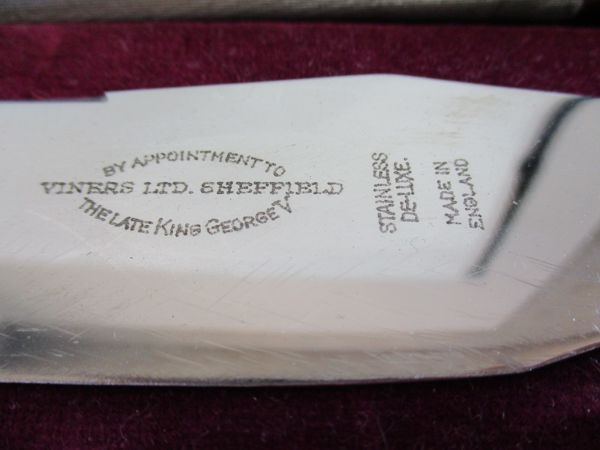 BY APPOINTMENT TO
VINERS LTD. SHEFFIELD
THE LATE KING GEORGE V
STAINLESS
DE-LUXE.
MADE IN
ENGLAND